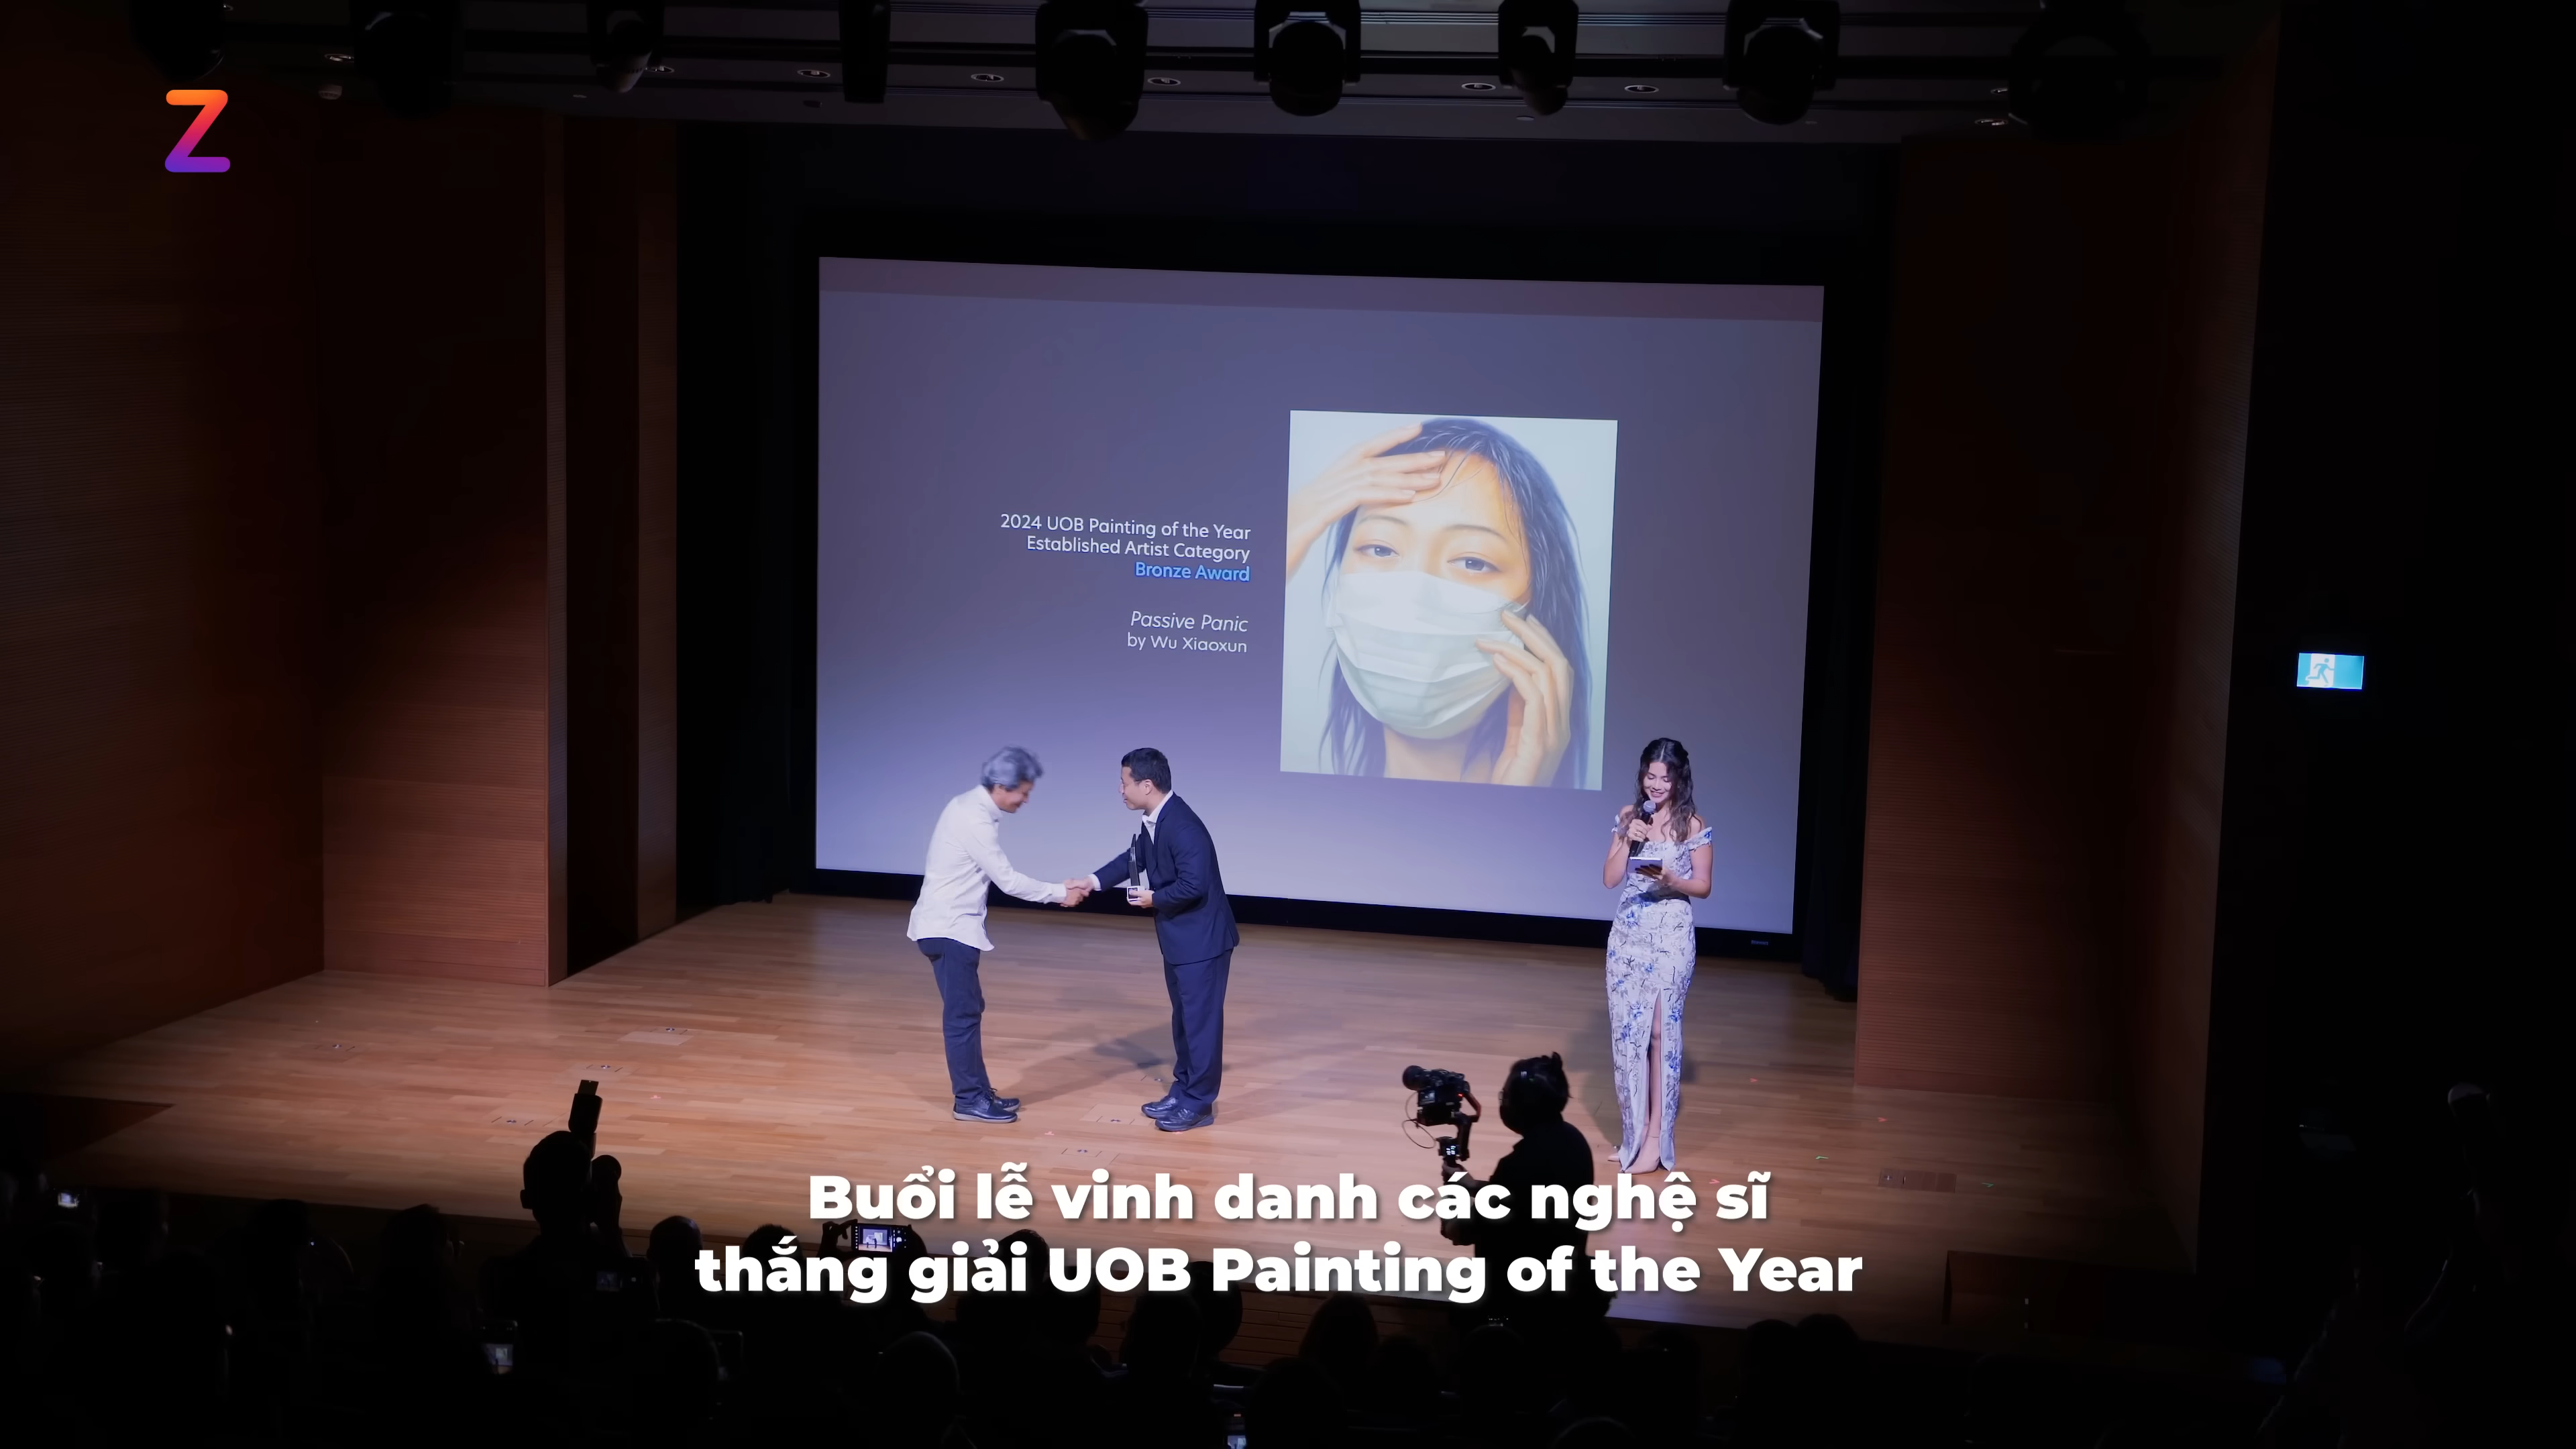 Z
2024 UOB Painting of the Year
Established Artist Category
Bronze Award
Passive Panic
by Wu Xiaoxun
Buổi lễ vinh danh các nghệ sĩ
thắng giải UOB Painting of the Year